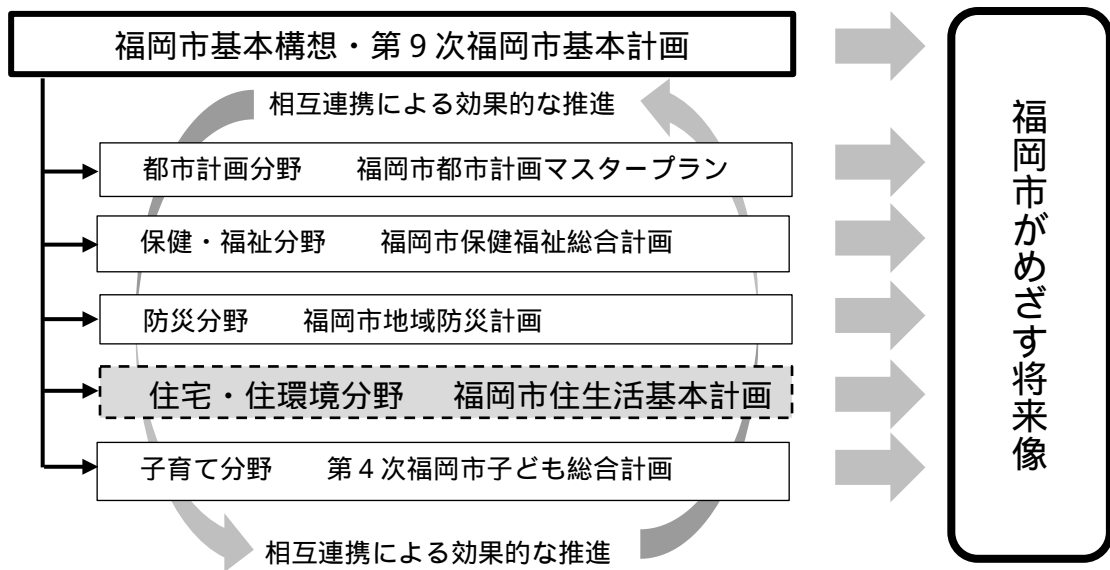 福岡市基本構想・第９次福岡市基本計画
相互連携による効果的な推進
都市計画分野　福岡市都市計画マスタープラン
保健・福祉分野　福岡市保健福祉総合計画
防災分野　福岡市地域防災計画
住宅・住環境分野　福岡市住生活基本計画
子育て分野　第４次福岡市子ども総合計画
相互連携による効果的な推進
福岡市がめざす将来像